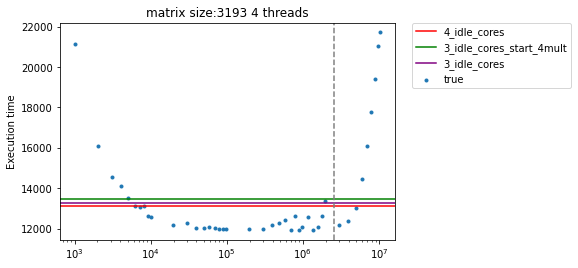 matrix size:3193 4 threads
Execution time
22000
20000
18000
16000
14000
12000
10³
10⁴
10⁵
10⁶
10⁷
4_idle_cores
3_idle_cores_start_4mult
3_idle_cores
true